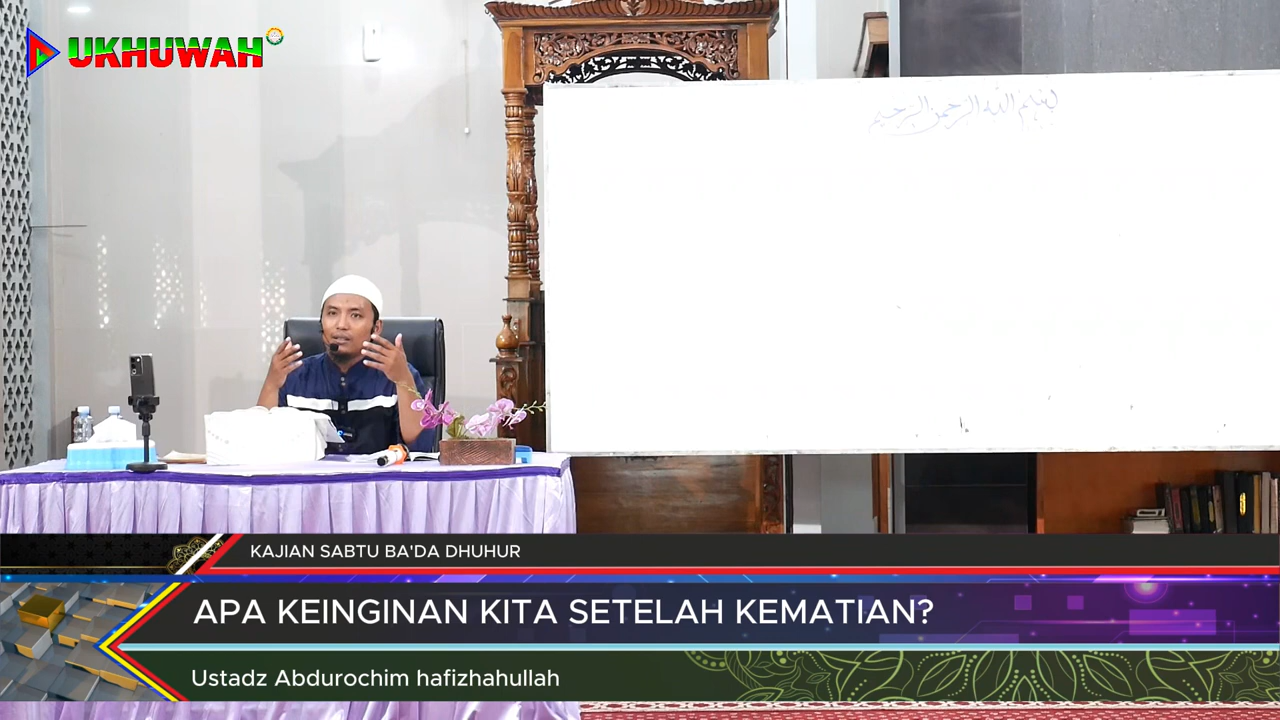 UKHUWAH
بسم الله الرحمن الرحيم
KAJIAN SABTU BA'DA DHUHUR
APA KEINGINAN KITA SETELAH KEMATIAN?
Ustadz Abdurochim hafizhahullah